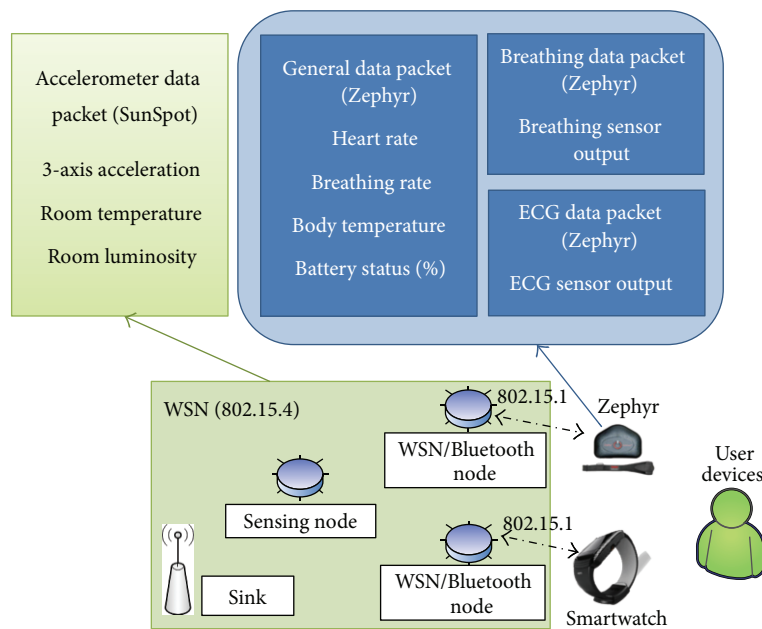 Accelerometer data
packet (SunSpot)
3-axis acceleration
Room temperature
Room luminosity
General data packet
(Zephyr)
Heart rate
Breathing rate
Body temperature
Battery status (%)
Breathing data packet
(Zephyr)
Breathing sensor
output
ECG data packet
(Zephyr)
ECG sensor output
WSN (802.15.4)
802.15.1
WSN/Bluetooth
node
Zephyr
User
devices
Sensing node
802.15.1
WSN/Bluetooth
node
Sink
Smartwatch